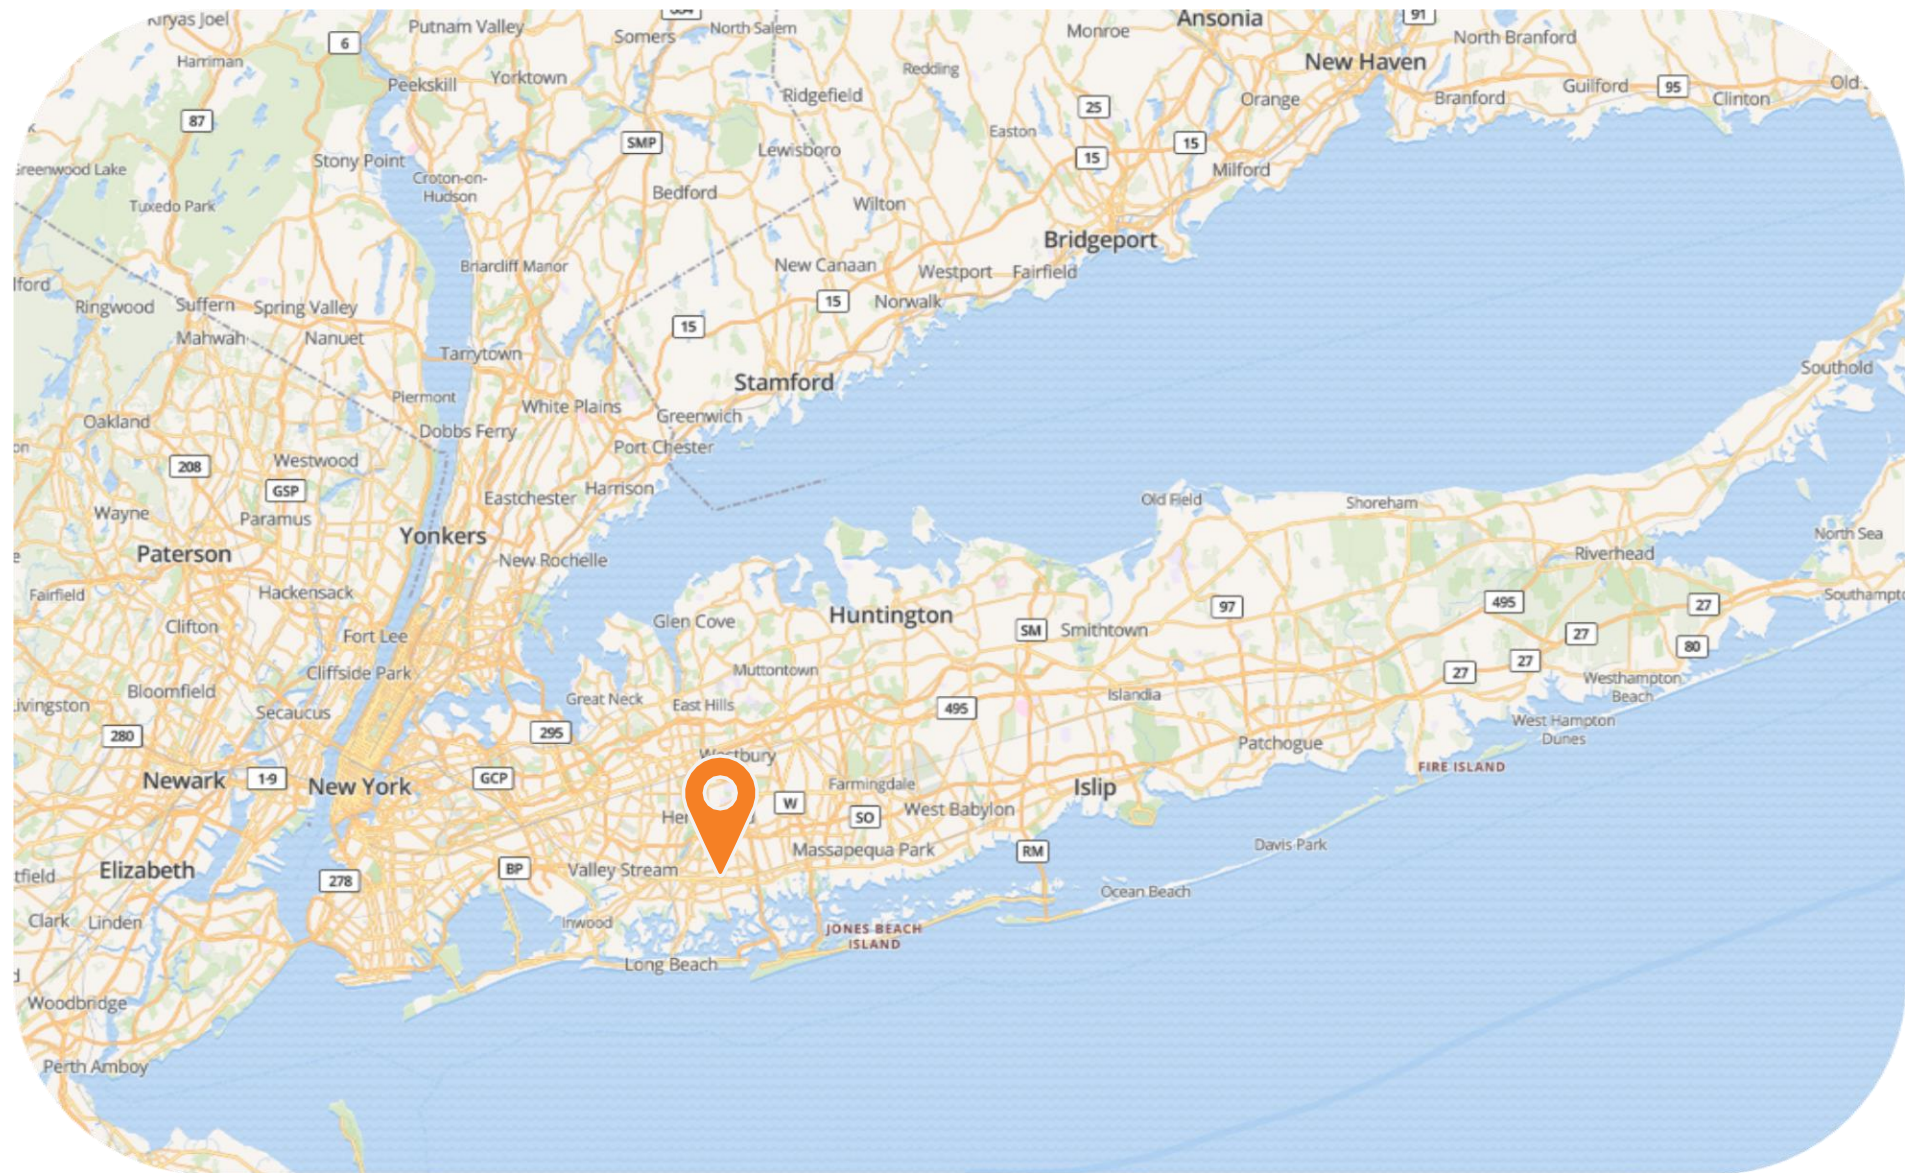 Kiryas Joel
6
Putnam Valley
Somers
684
North Salem
Monroe
Ansonia
91
New Haven
North Branford
Harriman
Peekskill
Yorktown
Redding
Ridgefield
25
Orange
Branford
Guilford
95
Clinton
Old
87
SMP
Easton
15
15
Milford
Greenwood Lake
Stony Point
Croton-on-
Hudson
Lewisboro
Bedford
Wilton
Tuxedo Park
Bridgeport
Briarcliff Manor
New Canaan
Westport
Fairfield
Ringwood
Suffern
Spring Valley
15
Norwalk
15
Mahwah
Nanuet
Tarrytown
Southold
Stamford
Piermont
White Plains
Greenwich
Oakland
Dobbs Ferry
Port Chester
208
Westwood
GSP
Eastchester
Harrison
Old Field
Shoreham
Wayne
Paramus
Yonkers
North Sea
Paterson
New Rochelle
Riverhead
Fairfield
Hackensack
Glen Cove
Huntington
97
495
27
Southampto
Clifton
Fort Lee
SM
Smithtown
27
80
Cliffside Park
Muttontown
27
27
Westhampton
Beach
Bloomfield
Livingston
Secaucus
Great Neck
East Hills
495
Islandia
West Hampton
Dunes
280
295
Westbury
Patchogue
FIRE ISLAND
Newark
1-9
New York
GCP
Farmingdale
Islip
W
SO
West Babylon
Massapequa Park
RM
Davis Park
Elizabeth
278
BP
Valley Stream
Ocean Beach
Clark
Linden
Inwood
JONES BEACH
ISLAND
Long Beach
Woodbridge
Perth Amboy